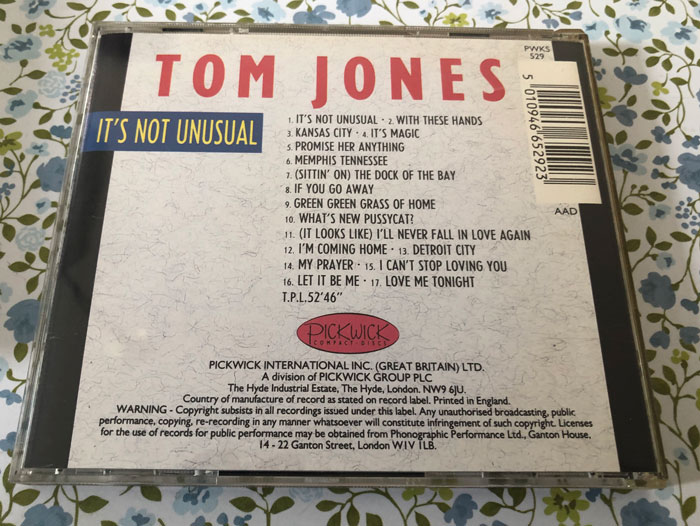 TOM JONES
PWKS
529
IT'S NOT UNUSUAL
1. IT'S NOT UNUSUAL · 2. WITH THESE HANDS
3. KANSAS CITY · 4. IT'S MAGIC
5. PROMISE HER ANYTHING
6. MEMPHIS TENNESSEE
7. (SITTIN' ON) THE DOCK OF THE BAY
8. IF YOU GO AWAY
9. GREEN GREEN GRASS OF HOME
10. WHAT'S NEW PUSSYCAT?
11. (IT LOOKS LIKE) I'LL NEVER FALL IN LOVE AGAIN
12. I'M COMING HOME · 13. DETROIT CITY
14. MY PRAYER · 15. I CAN'T STOP LOVING YOU
16. LET IT BE ME · 17. LOVE ME TONIGHT
T.P.L.52'46"
5 010946 652923
AAD
PICKWICK
COMPACT DISCS
PICKWICK INTERNATIONAL INC. (GREAT BRITAIN) LTD.
A division of PICKWICK GROUP PLC
The Hyde Industrial Estate, The Hyde, London. NW9 6JU.
Country of manufacture of record as stated on record label. Printed in England.
WARNING - Copyright subsists in all recordings issued under this label. Any unauthorised broadcasting, public
performance, copying, re-recording in any manner whatsoever will constitute infringement of such copyright. Licenses
for the use of records for public performance may be obtained from Phonographic Performance Ltd., Ganton House,
14 - 22 Ganton Street, London W1V 1LB.